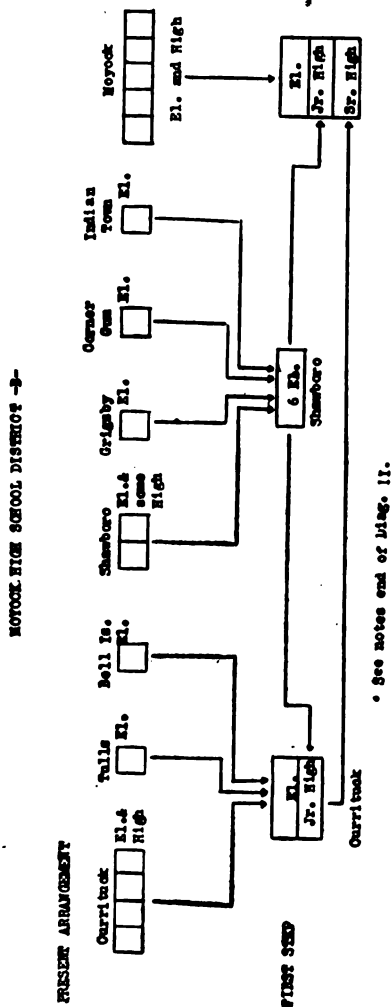 MOYOCK HIGH SCHOOL DISTRICT -B-
PRESENT ARRANGEMENT
Currituck
El.&
High
Tulls
El.
Bell Is.
El.
Shawboro
El.&
some
High
Grigsby
El.
Corner
Gum
El.
Indian
Town
El.
Moyock
El. and High
FIRST STEP
El.
Jr. High
Currituck
6 El.
Shawboro
El.
Jr. High
Sr. High
* See notes end of Diag. II.